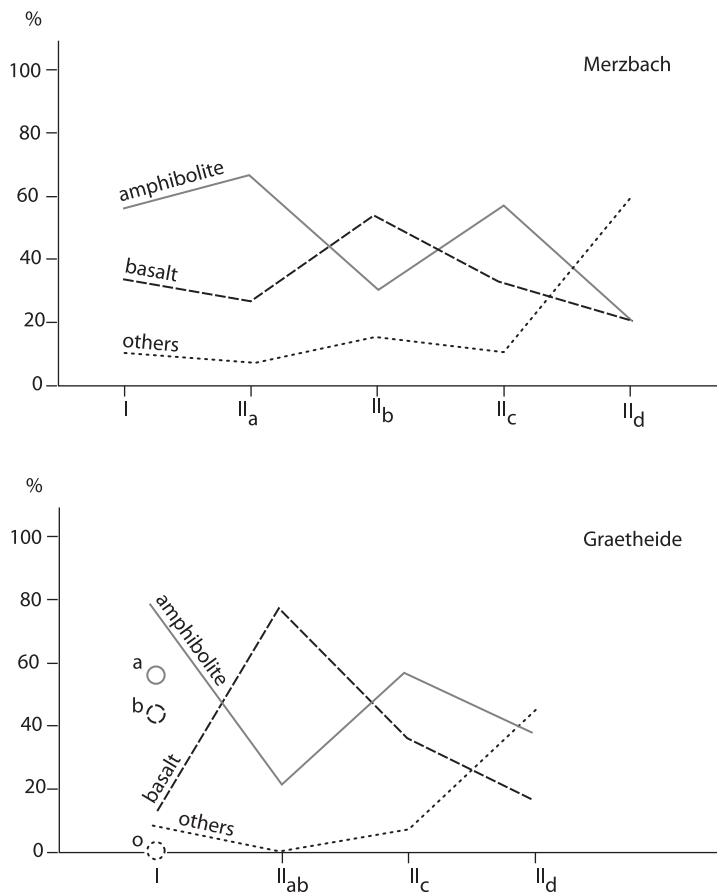 %
Merzbach
100
80
60
40
20
0
amphibolite
basalt
others
I IIa IIb IIc IId
%
Graetheide
100
80
60
40
20
0
amphibolite
a
b
basalt
others
o
I IIab IIc IId